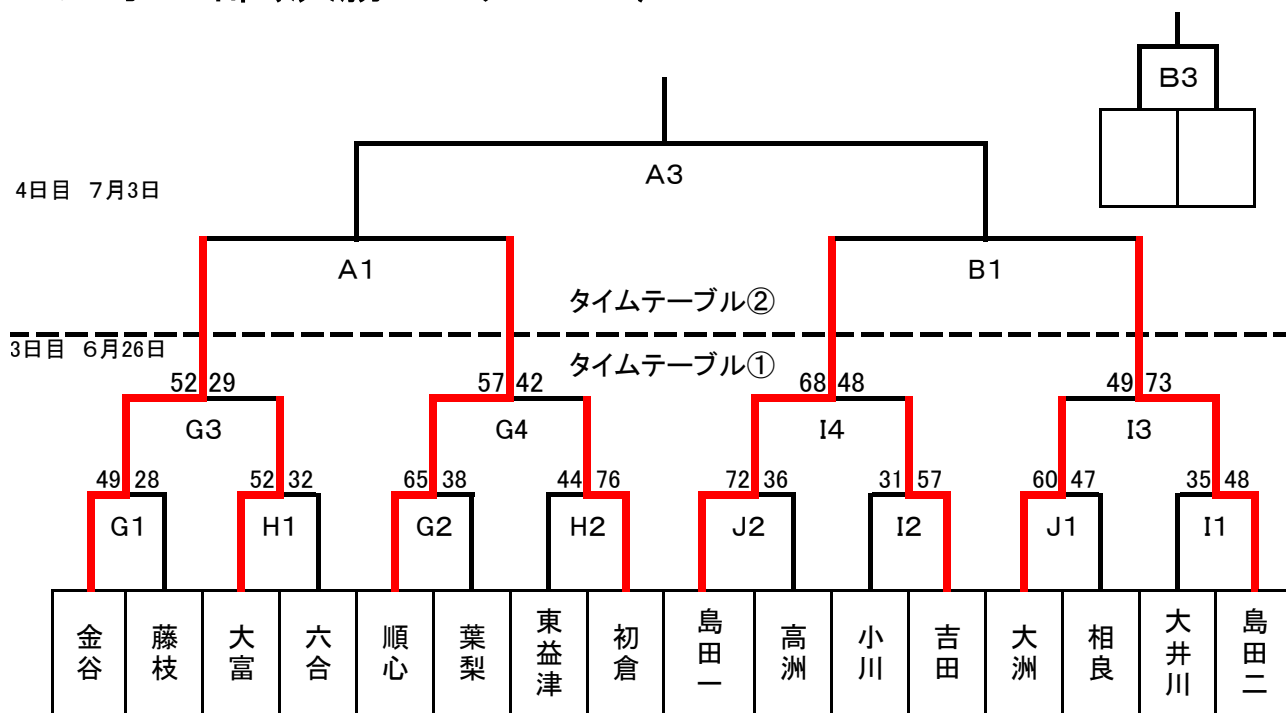 B3
A3
4日目 7月3日
A1
B1
タイムテーブル②
3日目 6月26日
タイムテーブル①
52 29
57 42
68 48
49 73
G3
G4
I4
I3
49 28
52 32
65 38
44 76
72 36
31 57
60 47
35 48
G1
H1
G2
H2
J2
I2
J1
I1
金谷
藤枝
大富
六合
順心
葉梨
東益津
初倉
島田一
高洲
小川
吉田
大洲
相良
大井川
島田二